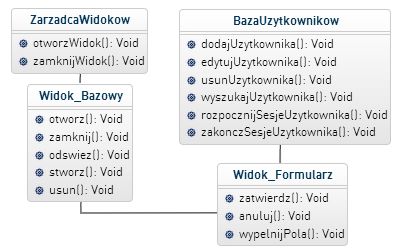 ZarzadcaWidokow
otworzWidok(): Void
zamknijWidok(): Void
BazaUzytkownikow
dodajUzytkownika(): Void
edytujUzytkownika(): Void
usunUzytkownika(): Void
wyszukajUzytkownika(): Void
rozpocznijSesjeUzytkownika(): Void
zakonczSesjeUzytkownika(): Void
Widok_Bazowy
otworz(): Void
zamknij(): Void
odswiez(): Void
stworz(): Void
usun(): Void
Widok_Formularz
zatwierdz(): Void
anuluj(): Void
wypelnijPola(): Void